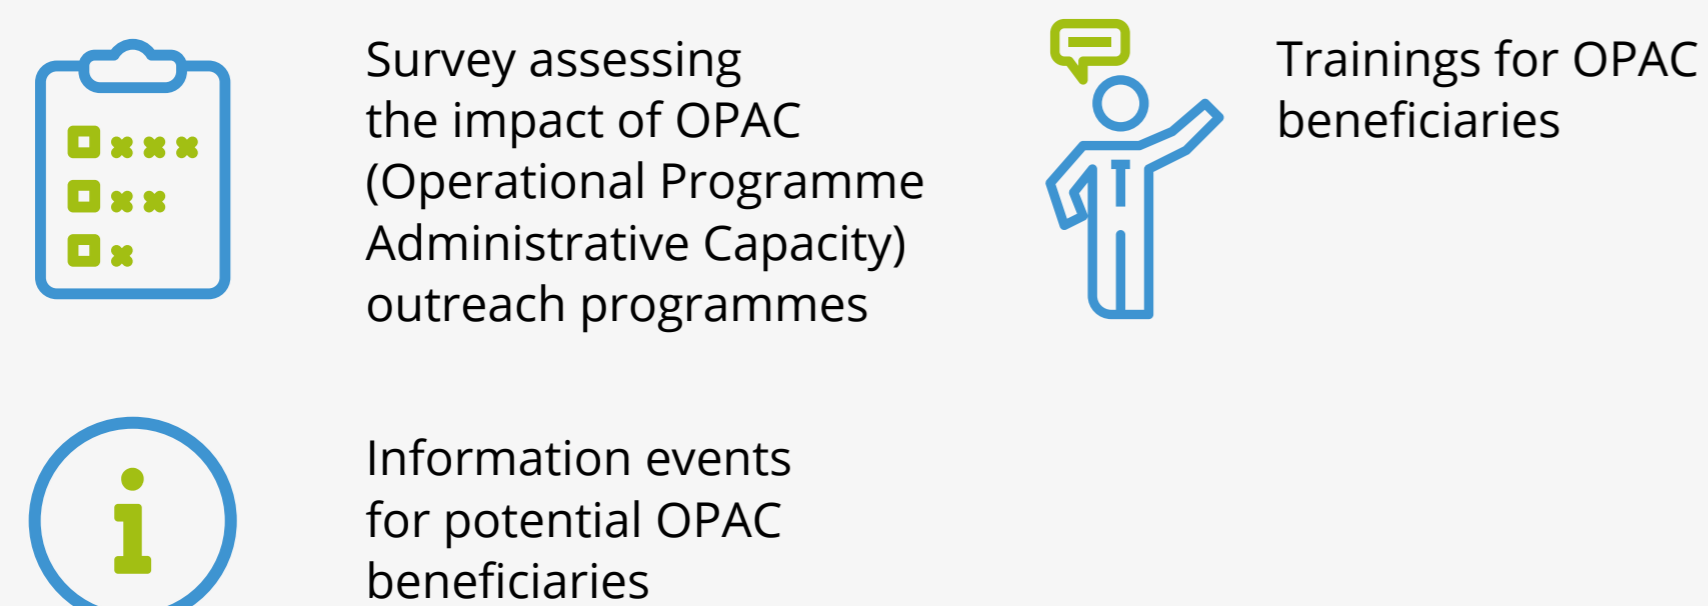 Survey assessing
the impact of OPAC
(Operational Programme
Administrative Capacity)
outreach programmes
Trainings for OPAC
beneficiaries
Information events
for potential OPAC
beneficiaries